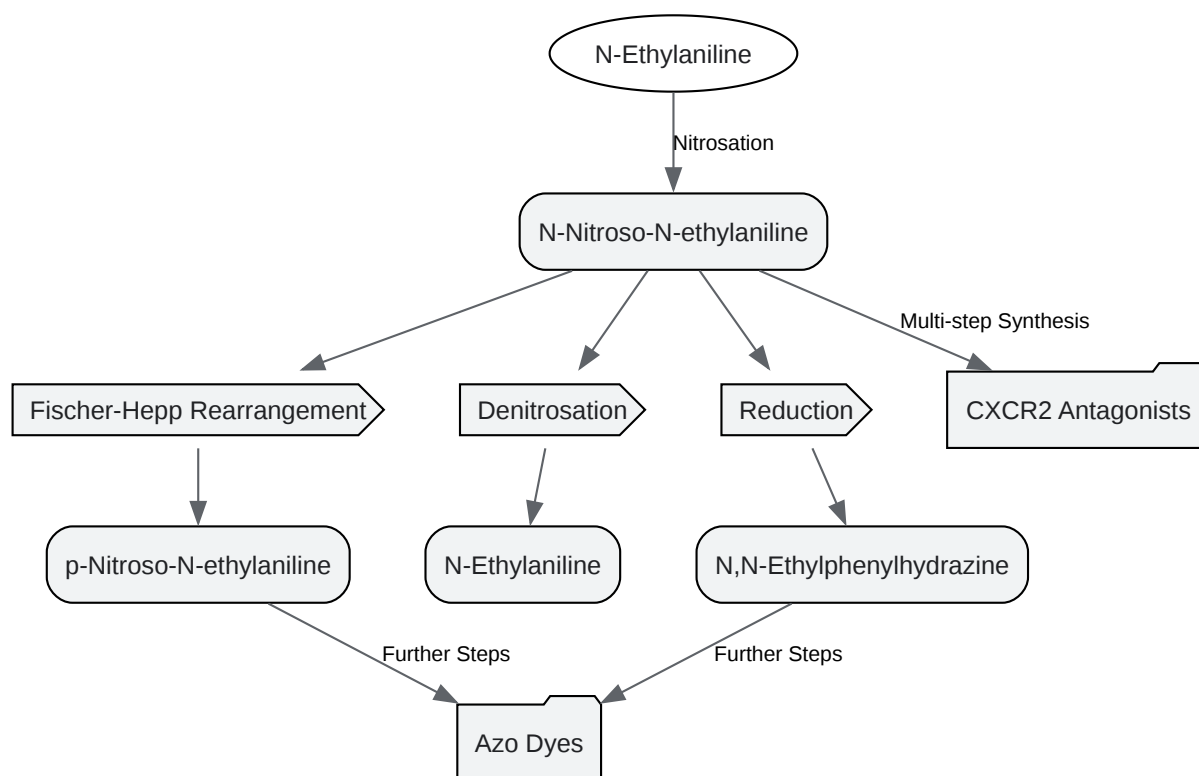 N-Ethylaniline
Nitrosation
N-Nitroso-N-ethylaniline
Multi-step Synthesis
Fischer-Hepp Rearrangement
Denitrosation
Reduction
CXCR2 Antagonists
p-Nitroso-N-ethylaniline
N-Ethylaniline
N,N-Ethylphenylhydrazine
Further Steps
Further Steps
Azo Dyes